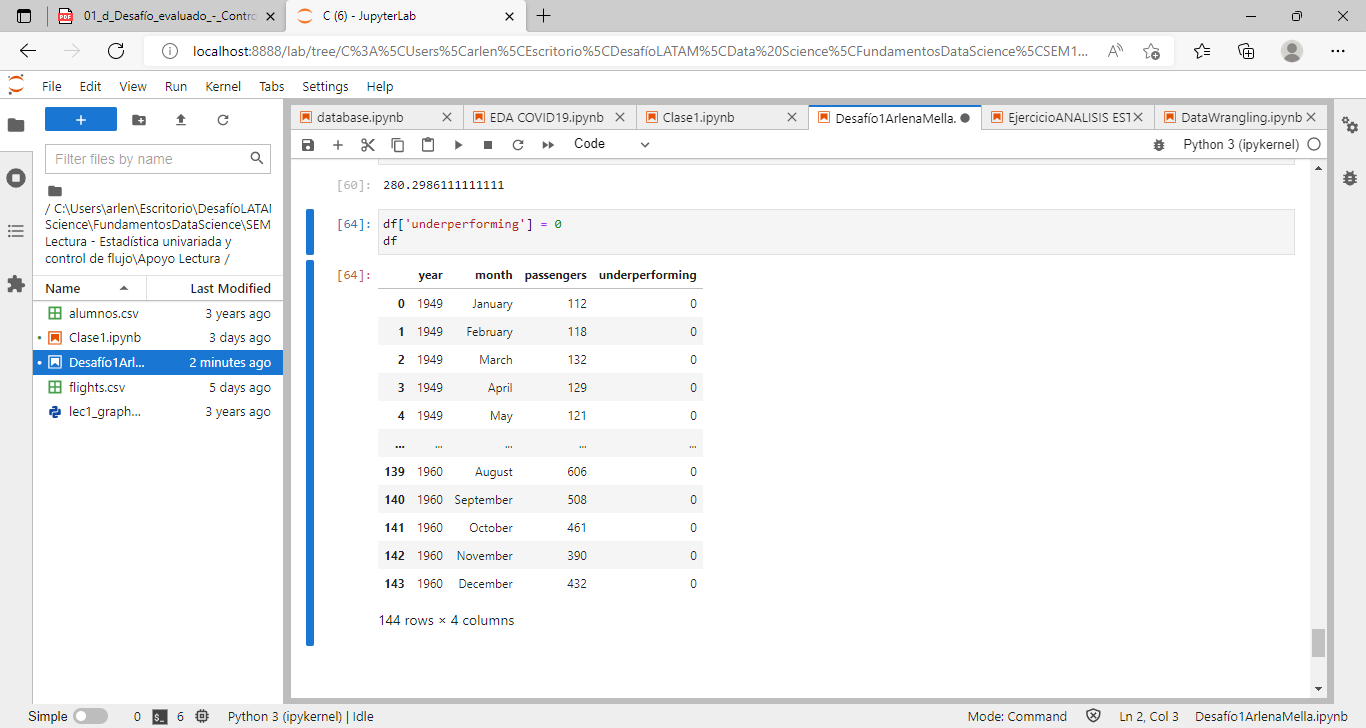 01_d_Desafío_evaluado_-_Contro
C (6) - JupyterLab
localhost:8888/lab/tree/C%3A%5CUsers%5Carlen%5CEscritorio%5CDesafíoLATAM%5CData%20Science%5CFundamentosDataScience%5CSEM1...
File Edit View Run Kernel Tabs Settings Help
Filter files by name
/ C:\Users\arlen\Escritorio\DesafíoLATAM
Science\FundamentosDataScience\SEM
Lectura - Estadística univariada y
control de flujo\Apoyo Lectura /
Name Last Modified
alumnos.csv 3 years ago
Clase1.ipynb 3 days ago
Desafío1Arl... 2 minutes ago
flights.csv 5 days ago
lec1_graph... 3 years ago
database.ipynb
EDA COVID19.ipynb
Clase1.ipynb
Desafío1ArlenaMella.
EjercicioANALISIS EST
DataWrangling.ipynb
Code
Python 3 (ipykernel)
[60]: 280.2986111111111
[64]: df['underperforming'] = 0
df
[64]: year month passengers underperforming
0 1949 January 112 0
1 1949 February 118 0
2 1949 March 132 0
3 1949 April 129 0
4 1949 May 121 0
... ... ... ... ...
139 1960 August 606 0
140 1960 September 508 0
141 1960 October 461 0
142 1960 November 390 0
143 1960 December 432 0
144 rows × 4 columns
Simple 0 $_ 6 Python 3 (ipykernel) | Idle
Mode: Command Ln 2, Col 3 Desafío1ArlenaMella.ipynb